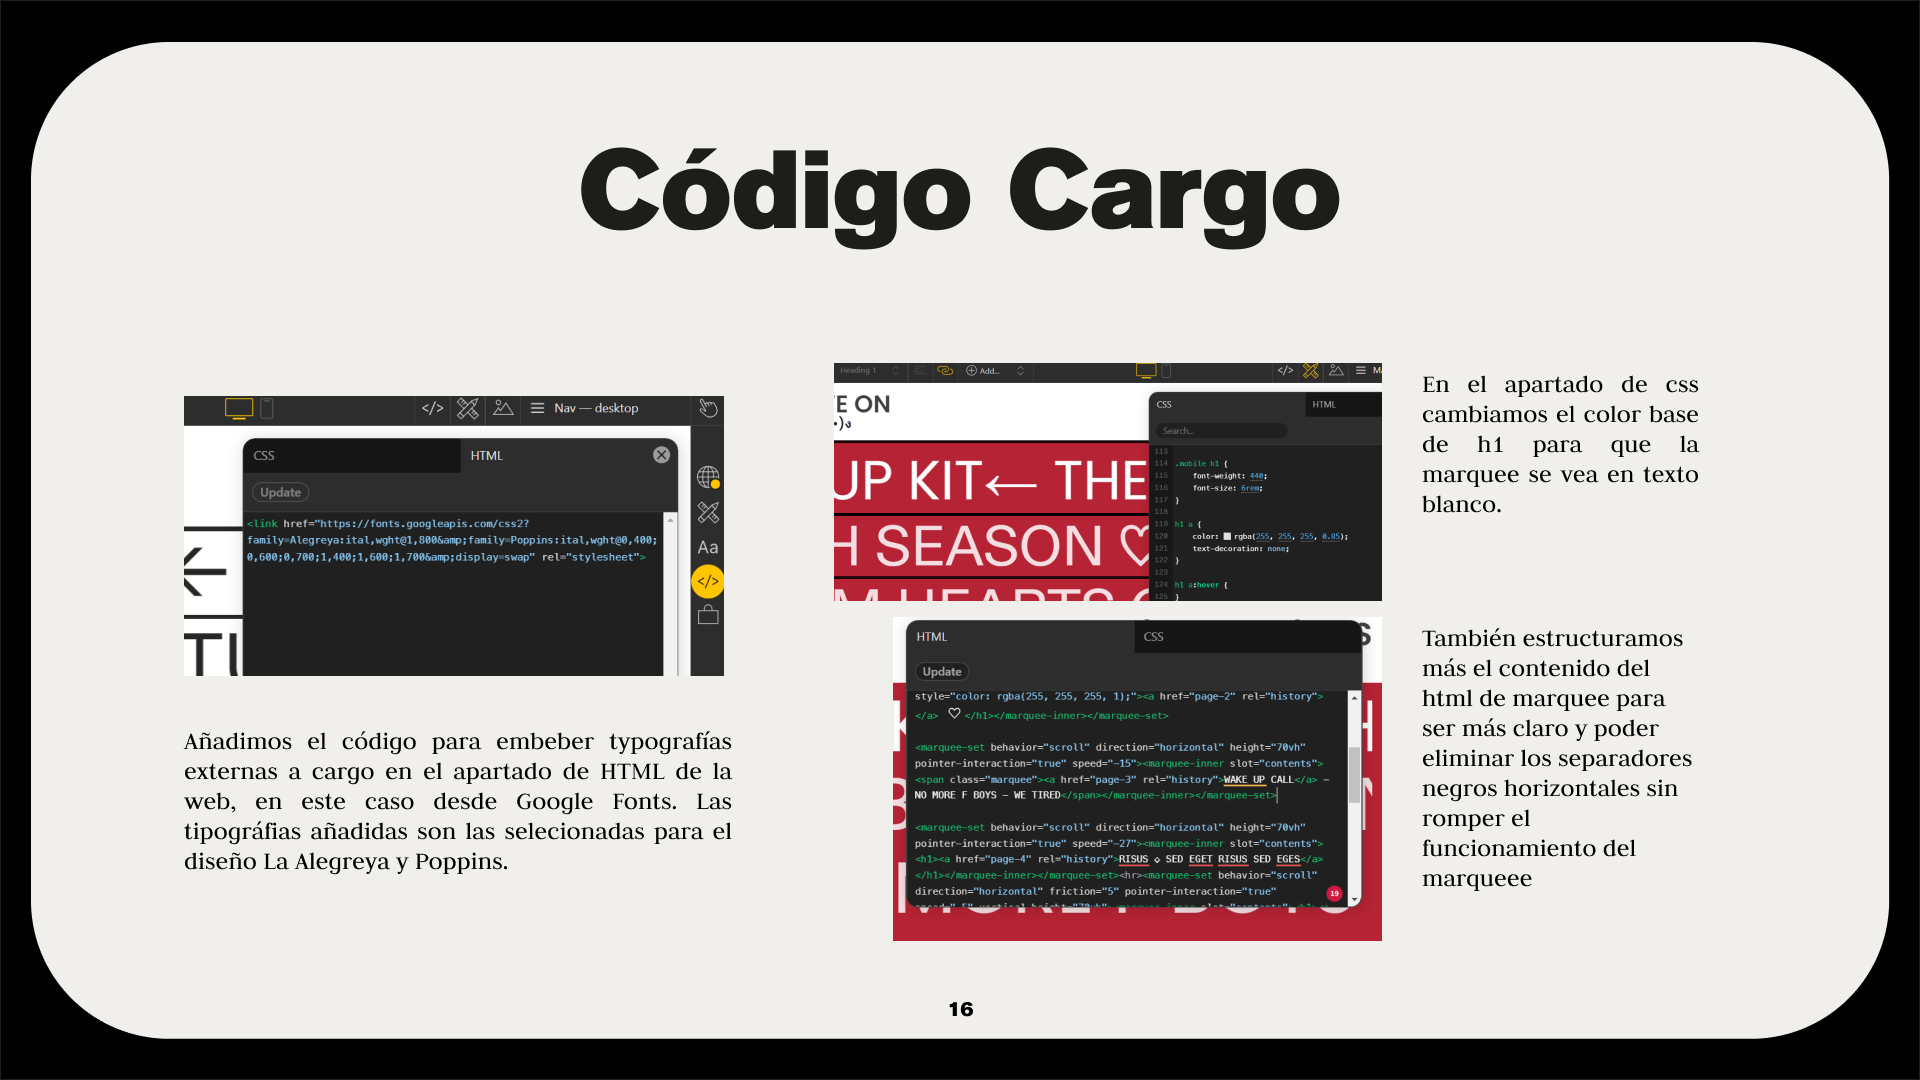 Código Cargo
Nav — desktop
CSS
HTML
Update
<link href="https://fonts.googleapis.com/css2?
family=Alegreya:ital,wght@1,800&amp;family=Poppins:ital,wght@0,400;
0,600;0,700;1,400;1,600;1,700&amp;display=swap" rel="stylesheet">
Aa
</>
Añadimos el código para embeber typografías
externas a cargo en el apartado de HTML de la
web, en este caso desde Google Fonts. Las
tipográfias añadidas son las selecionadas para el
diseño La Alegreya y Poppins.
Heading 1
Add...
E ON
UP KIT← THE
H SEASON ♡
M HEARTS
CSS
HTML
Search...
113
114 .mobile h1 {
115 font-weight: 440;
116 font-size: 6rem;
117 }
118
119 h1 a {
120 color: rgba(255, 255, 255, 0.85);
121 text-decoration: none;
122 }
123
124 h1 a:hover {
125 }
En el apartado de css
cambiamos el color base
de h1 para que la
marquee se vea en texto
blanco.
HTML
CSS
Update
style="color: rgba(255, 255, 255, 1);"><a href="page-2" rel="history">
</a> ♡ </h1></marquee-inner></marquee-set>
<marquee-set behavior="scroll" direction="horizontal" height="70vh"
pointer-interaction="true" speed="-15"><marquee-inner slot="contents">
<span class="marquee"><a href="page-3" rel="history">WAKE UP CALL</a> —
NO MORE F BOYS — WE TIRED</span></marquee-inner></marquee-set>
<marquee-set behavior="scroll" direction="horizontal" height="70vh"
pointer-interaction="true" speed="-27"><marquee-inner slot="contents">
<h1><a href="page-4" rel="history">RISUS ◇ SED EGET RISUS SED EGES</a>
</h1></marquee-inner></marquee-set><hr><marquee-set behavior="scroll"
direction="horizontal" friction="5" pointer-interaction="true"
19
También estructuramos
más el contenido del
html de marquee para
ser más claro y poder
eliminar los separadores
negros horizontales sin
romper el
funcionamiento del
marqueee
16